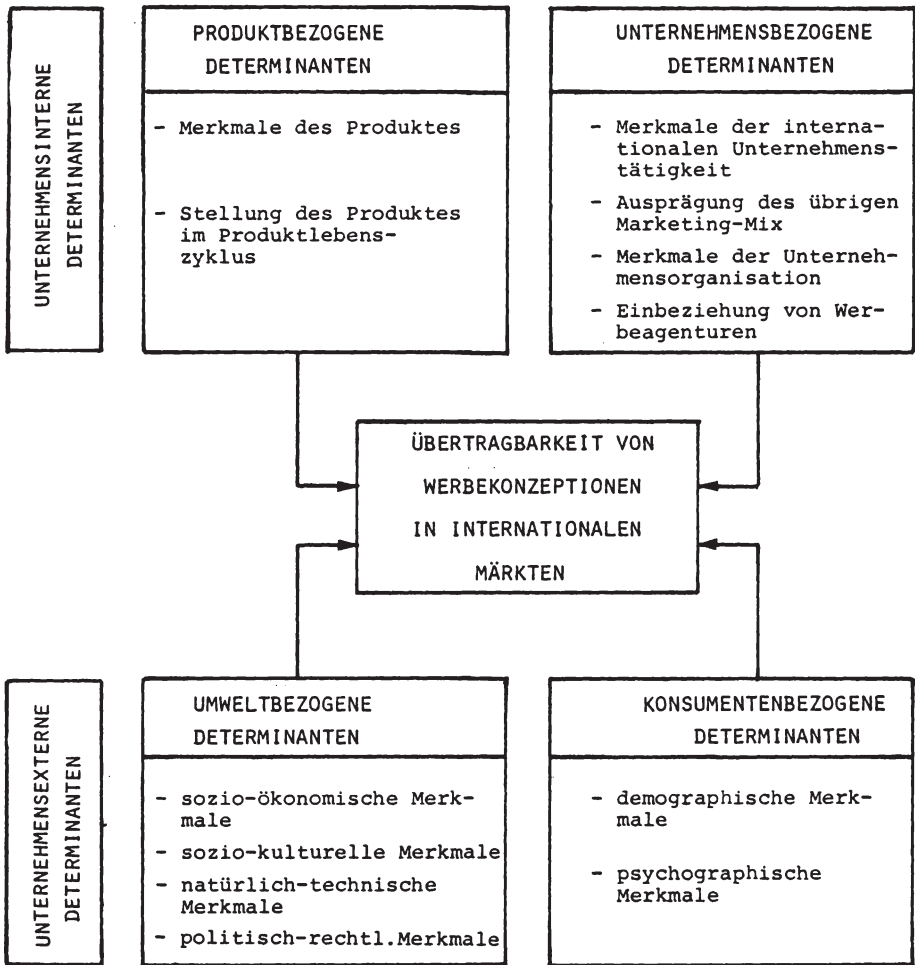 UNTERNEHMENSINTERNE
DETERMINANTEN
PRODUKTBEZOGENE
DETERMINANTEN
- Merkmale des Produktes
- Stellung des Produktes
im Produktlebens-
zyklus
UNTERNEHMENSBEZOGENE
DETERMINANTEN
- Merkmale der interna-
tionalen Unternehmens-
tätigkeit
- Ausprägung des übrigen
Marketing-Mix
- Merkmale der Unterneh-
mensorganisation
- Einbeziehung von Wer-
beagenturen
ÜBERTRAGBARKEIT VON
WERBEKONZEPTIONEN
IN INTERNATIONALEN
MÄRKTEN
UNTERNEHMENSEXTERNE
DETERMINANTEN
UMWELTBEZOGENE
DETERMINANTEN
- sozio-ökonomische Merk-
male
- sozio-kulturelle Merkmale
- natürlich-technische
Merkmale
- politisch-rechtl.Merkmale
KONSUMENTENBEZOGENE
DETERMINANTEN
- demographische Merk-
male
- psychographische
Merkmale